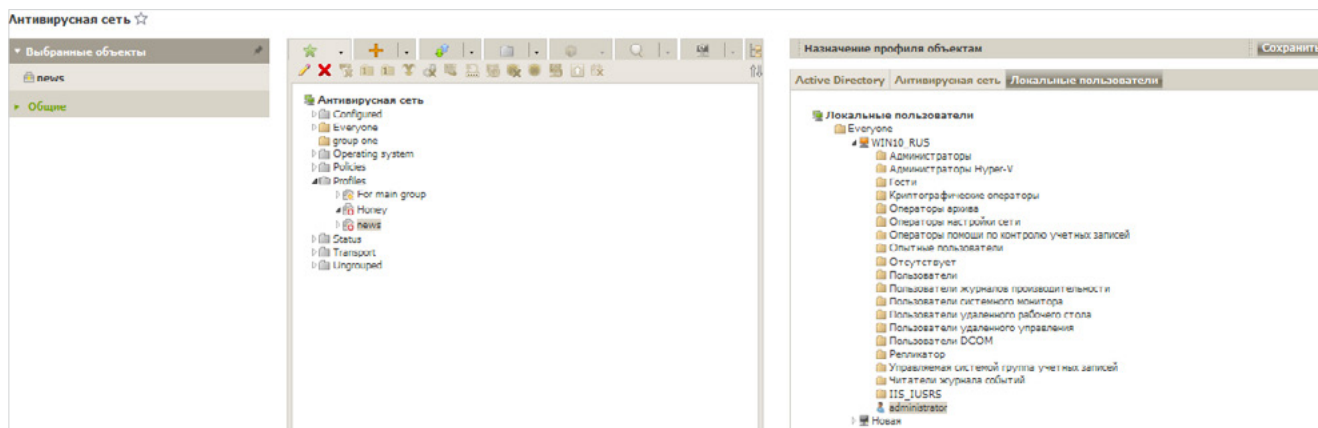 Антивирусная сеть
Выбранные объекты
news
Общие
Антивирусная сеть
Configured
Everyone
group one
Operating system
Policies
Profiles
For main group
Honey
news
Status
Transport
Ungrouped
Назначение профиля объектам
Сохранить
Active Directory Антивирусная сеть Локальные пользователи
Локальные пользователи
Everyone
WIN10_RUS
Администраторы
Администраторы Hyper-V
Гости
Криптографические операторы
Операторы архива
Операторы настройки сети
Операторы помощи по контролю учетных записей
Опытные пользователи
Отсутствует
Пользователи
Пользователи журналов производительности
Пользователи системного монитора
Пользователи удаленного рабочего стола
Пользователи удаленного управления
Пользователи DCOM
Репликатор
Управляемая системой группа учетных записей
Читатели журнала событий
IIS_IUSRS
administrator
Новая